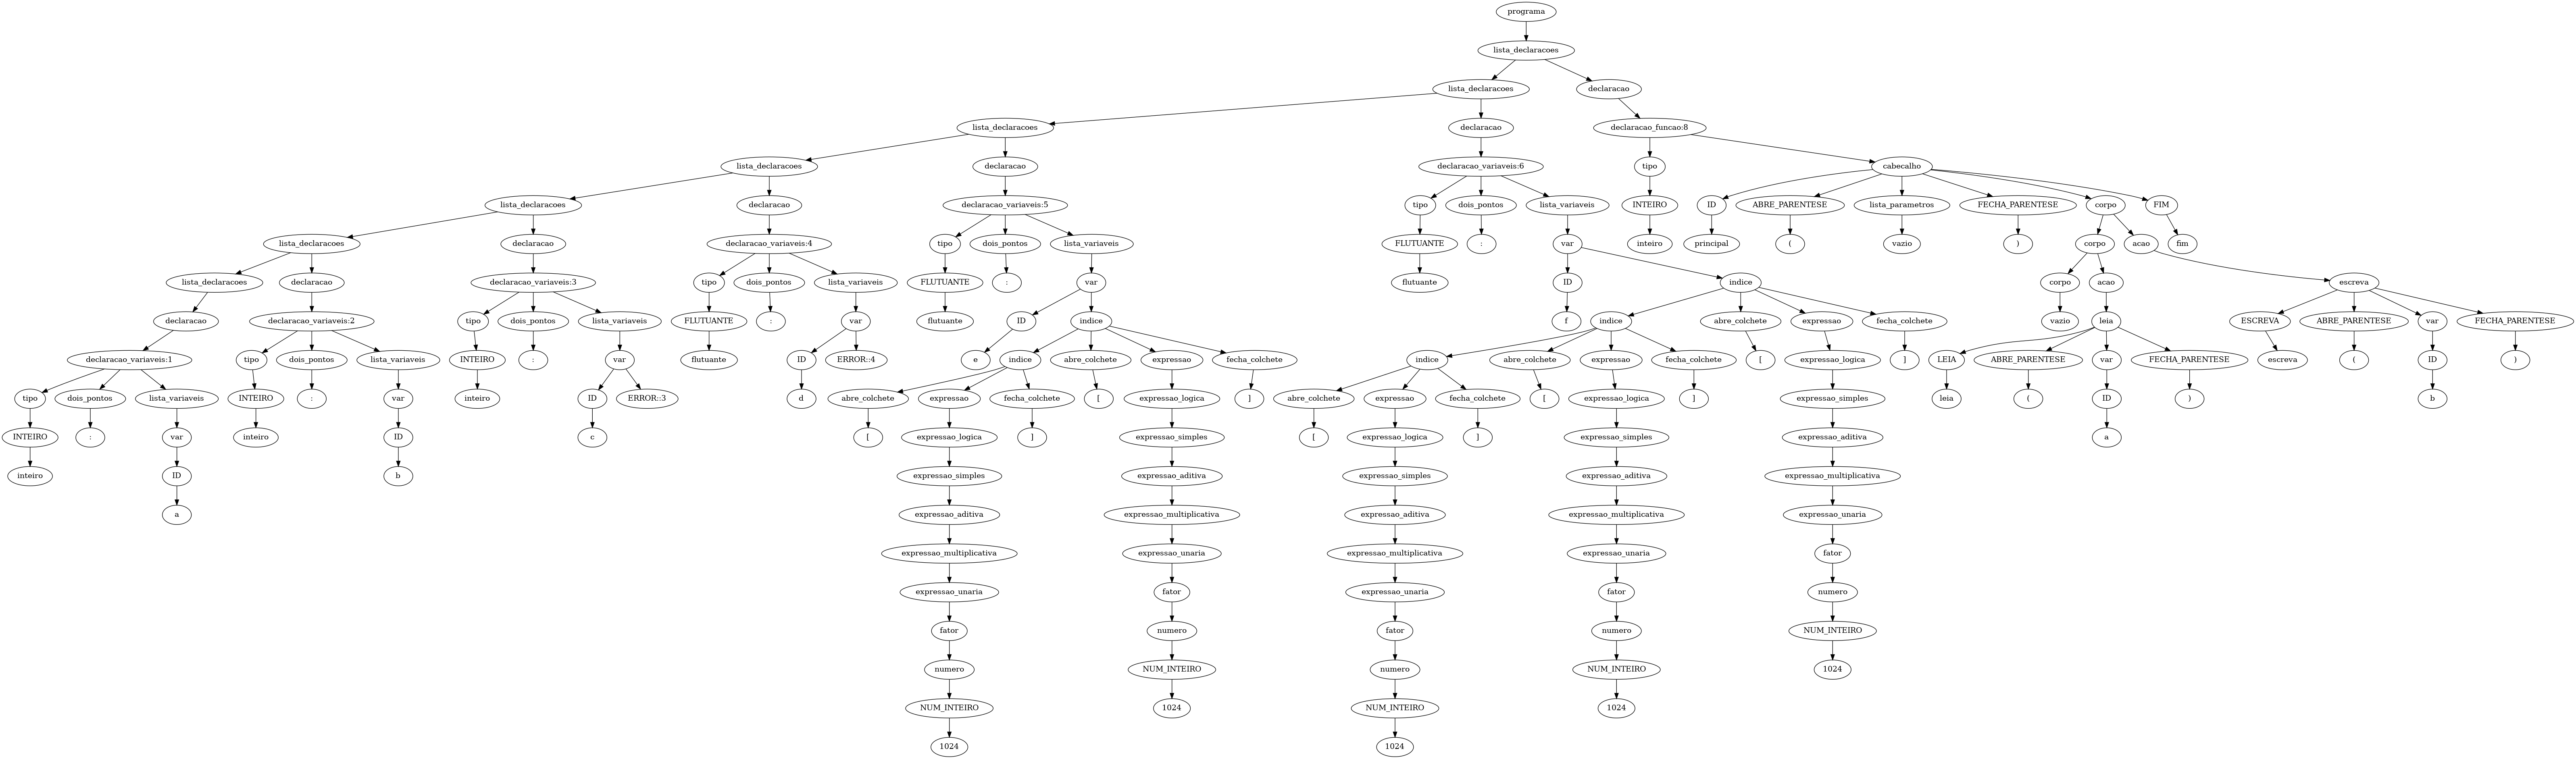 programa
lista_declaracoes
lista_declaracoes declaracao
lista_declaracoes declaracao declaracao_funcao:8
lista_declaracoes declaracao declaracao_variaveis:6 tipo cabecalho
lista_declaracoes declaracao declaracao_variaveis:5 tipo dois_pontos lista_variaveis INTEIRO ID ABRE_PARENTESE lista_parametros FECHA_PARENTESE corpo FIM
lista_declaracoes declaracao declaracao_variaveis:4 tipo dois_pontos lista_variaveis FLUTUANTE : var inteiro principal ( vazio ) corpo acao fim
lista_declaracoes declaracao declaracao_variaveis:3 tipo dois_pontos lista_variaveis FLUTUANTE : var flutuante ID indice corpo acao escreva
declaracao declaracao_variaveis:2 tipo dois_pontos lista_variaveis FLUTUANTE : var flutuante ID indice f indice abre_colchete expressao fecha_colchete vazio leia ESCREVA ABRE_PARENTESE var FECHA_PARENTESE
declaracao_variaveis:1 tipo dois_pontos lista_variaveis INTEIRO : var flutuante ID ERROR::4 e indice abre_colchete expressao fecha_colchete indice abre_colchete expressao fecha_colchete [ expressao_logica ] LEIA ABRE_PARENTESE var FECHA_PARENTESE escreva ( ID )
tipo dois_pontos lista_variaveis INTEIRO : var inteiro ID ERROR::3 d abre_colchete expressao fecha_colchete [ expressao_logica ] abre_colchete expressao fecha_colchete [ expressao_logica ] expressao_simples leia ( ID ) b
INTEIRO : var inteiro ID c [ expressao_logica ] expressao_simples [ expressao_logica ] expressao_simples expressao_aditiva a
inteiro ID b expressao_simples expressao_aditiva expressao_simples expressao_aditiva expressao_multiplicativa
a expressao_aditiva expressao_multiplicativa expressao_aditiva expressao_multiplicativa expressao_unaria
expressao_multiplicativa expressao_unaria expressao_multiplicativa expressao_unaria fator
expressao_unaria fator expressao_unaria fator numero
fator numero fator numero NUM_INTEIRO
numero NUM_INTEIRO numero NUM_INTEIRO 1024
NUM_INTEIRO 1024 NUM_INTEIRO 1024
1024 1024